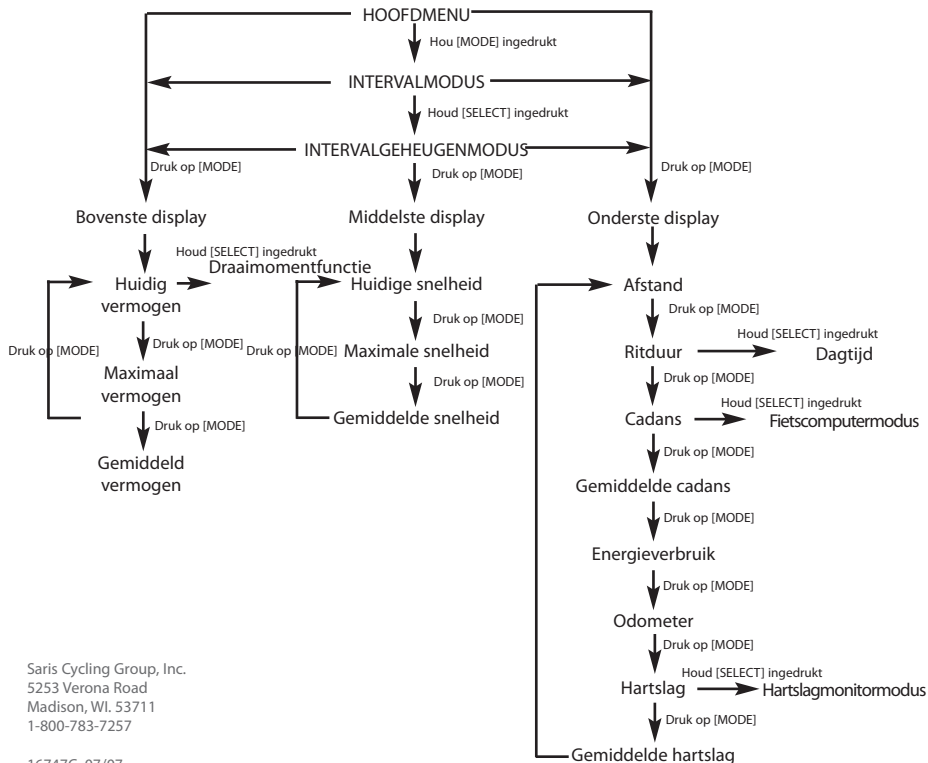 HOOFDMENU
Hou [MODE] ingedrukt
INTERVALMODUS
Houd [SELECT] ingedrukt
INTERVALGEHEUGENMODUS
Druk op [MODE]
Druk op [MODE]
Druk op [MODE]
Bovenste display
Middelste display
Onderste display
Houd [SELECT] ingedrukt
Draaimomentfunctie
Huidig
vermogen
Druk op [MODE]
Druk op [MODE]
Maximaal
vermogen
Druk op [MODE]
Gemiddeld
vermogen
Huidige snelheid
Druk op [MODE]
Druk op [MODE]
Maximale snelheid
Druk op [MODE]
Gemiddelde snelheid
Afstand
Druk op [MODE]
Ritduur
Houd [SELECT] ingedrukt
Dagtijd
Druk op [MODE]
Cadans
Houd [SELECT] ingedrukt
Fietscomputermodus
Druk op [MODE]
Gemiddelde cadans
Druk op [MODE]
Energieverbruik
Druk op [MODE]
Odometer
Druk op [MODE]
Hartslag
Houd [SELECT] ingedrukt
Hartslagmonitormodus
Druk op [MODE]
Gemiddelde hartslag
Saris Cycling Group, Inc.
5253 Verona Road
Madison, WI. 53711
1-800-783-7257